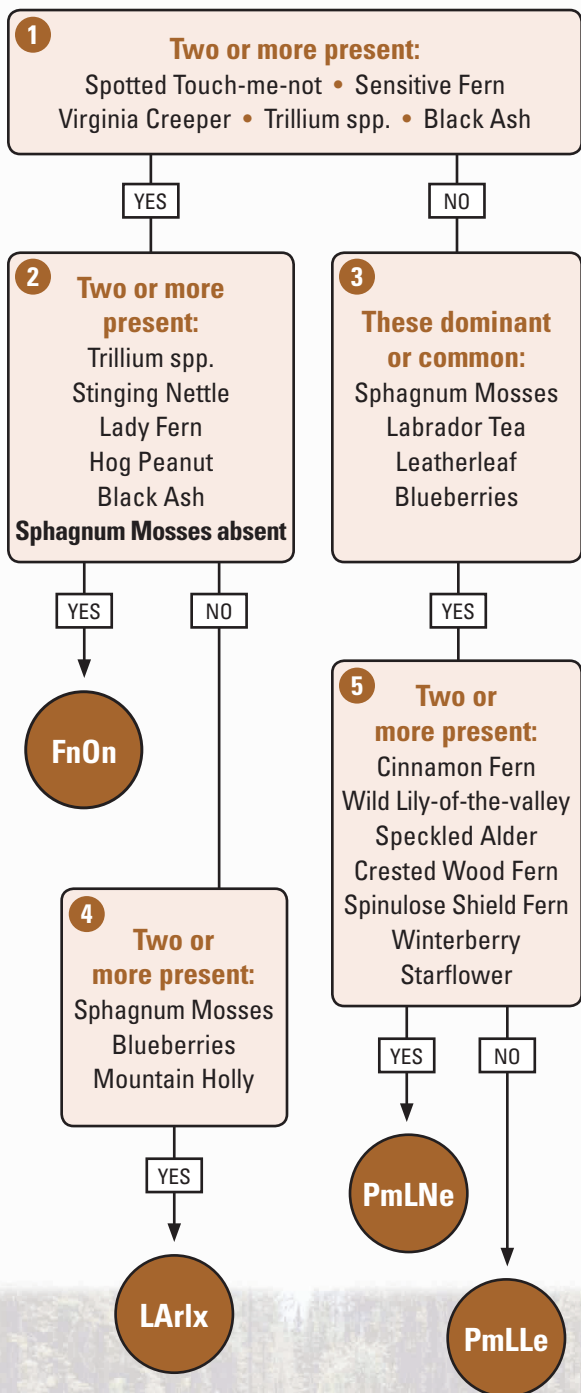 1
Two or more present:
Spotted Touch-me-not • Sensitive Fern
Virginia Creeper • Trillium spp. • Black Ash
YES
NO
2
Two or more
present:
Trillium spp.
Stinging Nettle
Lady Fern
Hog Peanut
Black Ash
Sphagnum Mosses absent
3
These dominant
or common:
Sphagnum Mosses
Labrador Tea
Leatherleaf
Blueberries
YES
NO
YES
FnOn
5
Two or
more present:
Cinnamon Fern
Wild Lily-of-the-valley
Speckled Alder
Crested Wood Fern
Spinulose Shield Fern
Winterberry
Starflower
4
Two or
more present:
Sphagnum Mosses
Blueberries
Mountain Holly
YES
NO
YES
PmLNe
LArIx
PmLLe